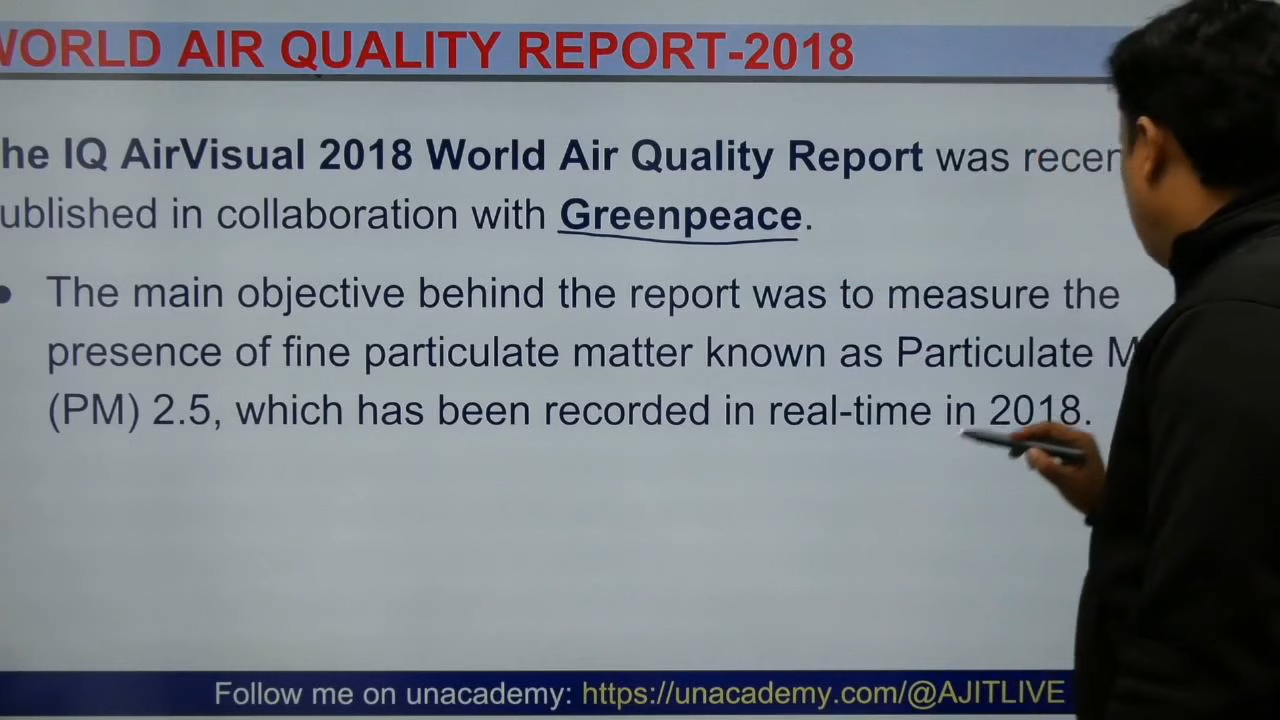 WORLD AIR QUALITY REPORT-2018
he IQ AirVisual 2018 World Air Quality Report was recen
ublished in collaboration with Greenpeace.
• The main objective behind the report was to measure the
presence of fine particulate matter known as Particulate M
(PM) 2.5, which has been recorded in real-time in 2018.
Follow me on unacademy: https://unacademy.com/@AJITLIVE